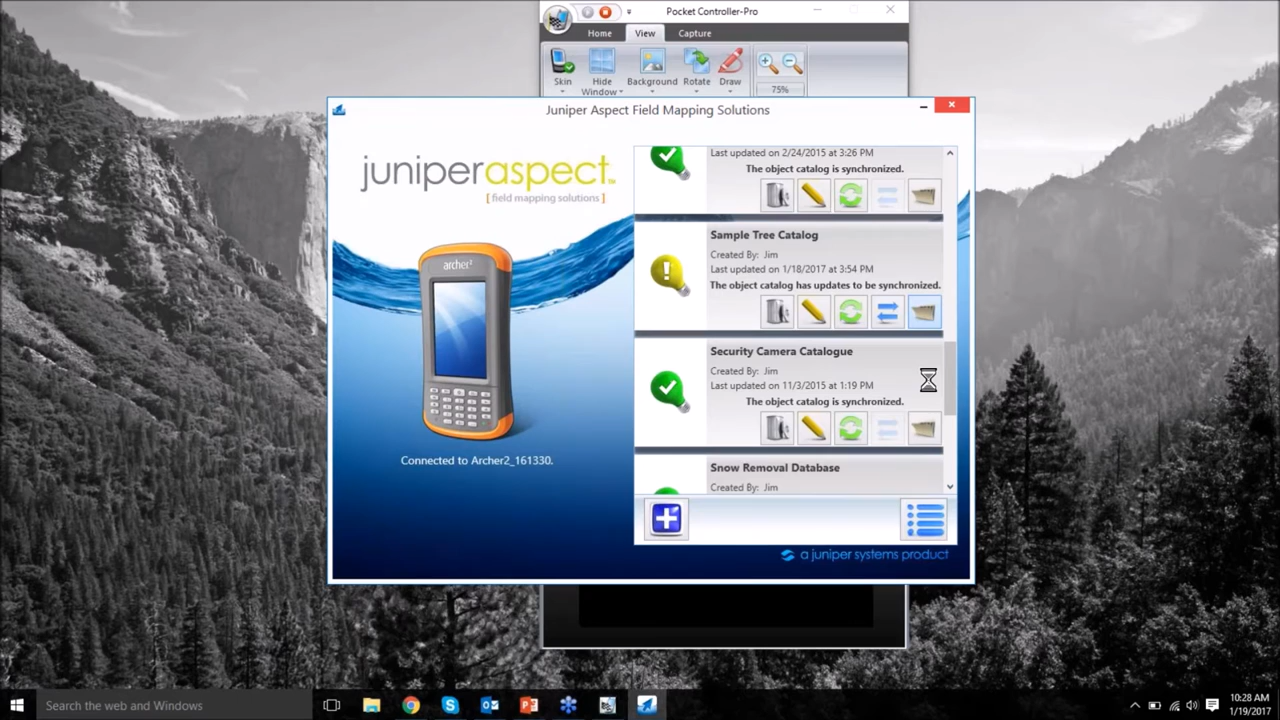 Pocket Controller-Pro
Home View Capture
Skin Hide Window Background Rotate Draw
75%
Juniper Aspect Field Mapping Solutions
juniperaspect™
[ field mapping solutions ]
archer²
Connected to Archer2_161330.
Last updated on 2/24/2015 at 3:26 PM
The object catalog is synchronized.
Sample Tree Catalog
Created By: Jim
Last updated on 1/18/2017 at 3:54 PM
The object catalog has updates to be synchronized.
Security Camera Catalogue
Created By: Jim
Last updated on 11/3/2015 at 1:19 PM
The object catalog is synchronized.
Snow Removal Database
Created By: Jim
a juniper systems product
Search the web and Windows
10:28 AM
1/19/2017